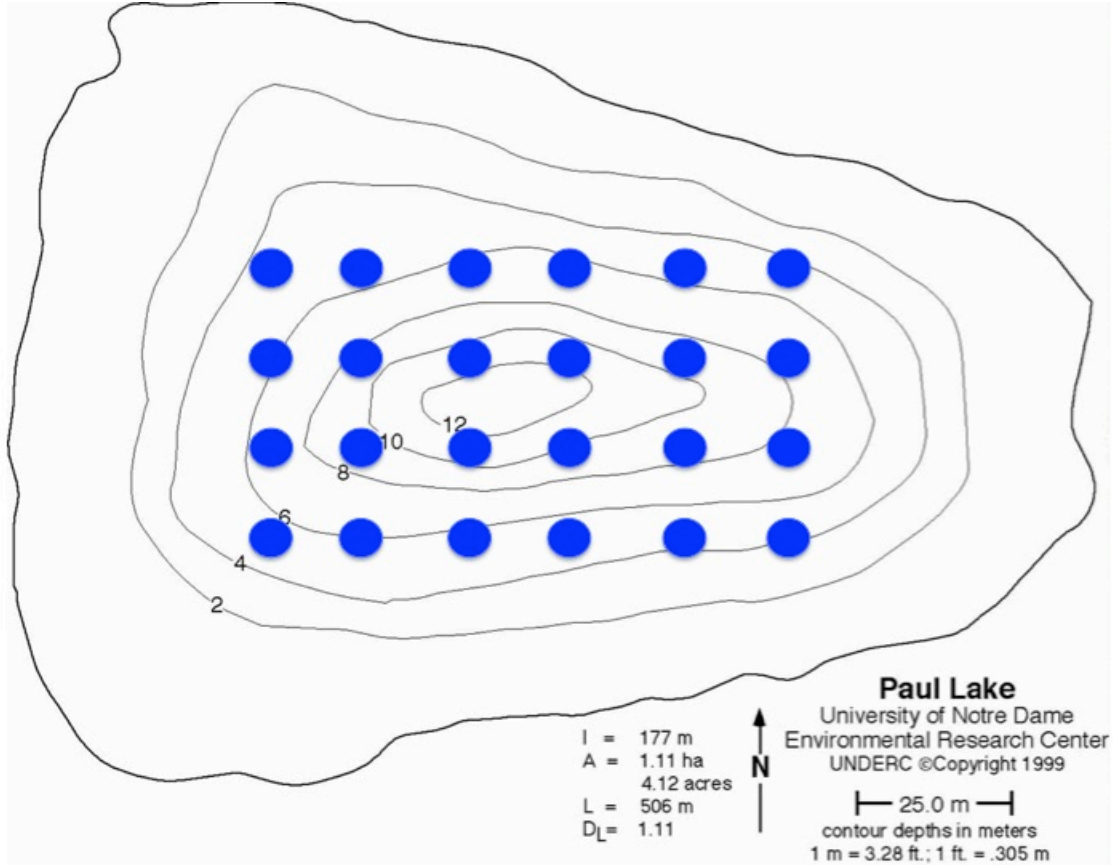 12
10
8
6
4
2
Paul Lake
University of Notre Dame
Environmental Research Center
UNDERC ©Copyright 1999
l = 177 m
A = 1.11 ha
4.12 acres
L = 506 m
DL= 1.11
N
25.0 m
contour depths in meters
1 m = 3.28 ft.; 1 ft. = .305 m